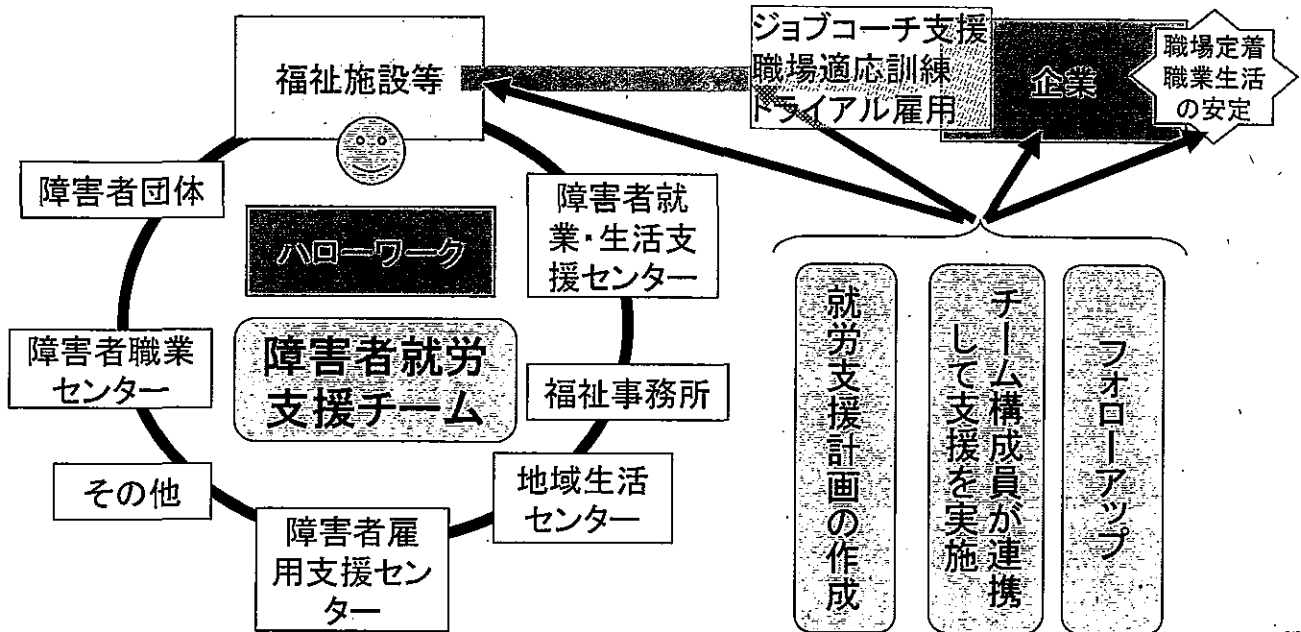 福祉施設等
ジョブコーチ支援
職場適応訓練
トライアル雇用
企業
職場定着
職業生活
の安定
障害者団体
ハローワーク
障害者就
業・生活支
援センター
障害者職業
センター
障害者就労
支援チーム
福祉事務所
その他
地域生活
センター
障害者雇
用支援セン
ター
就労支援計画の作成
チーム構成員が連携
して支援を実施
フォローアップ